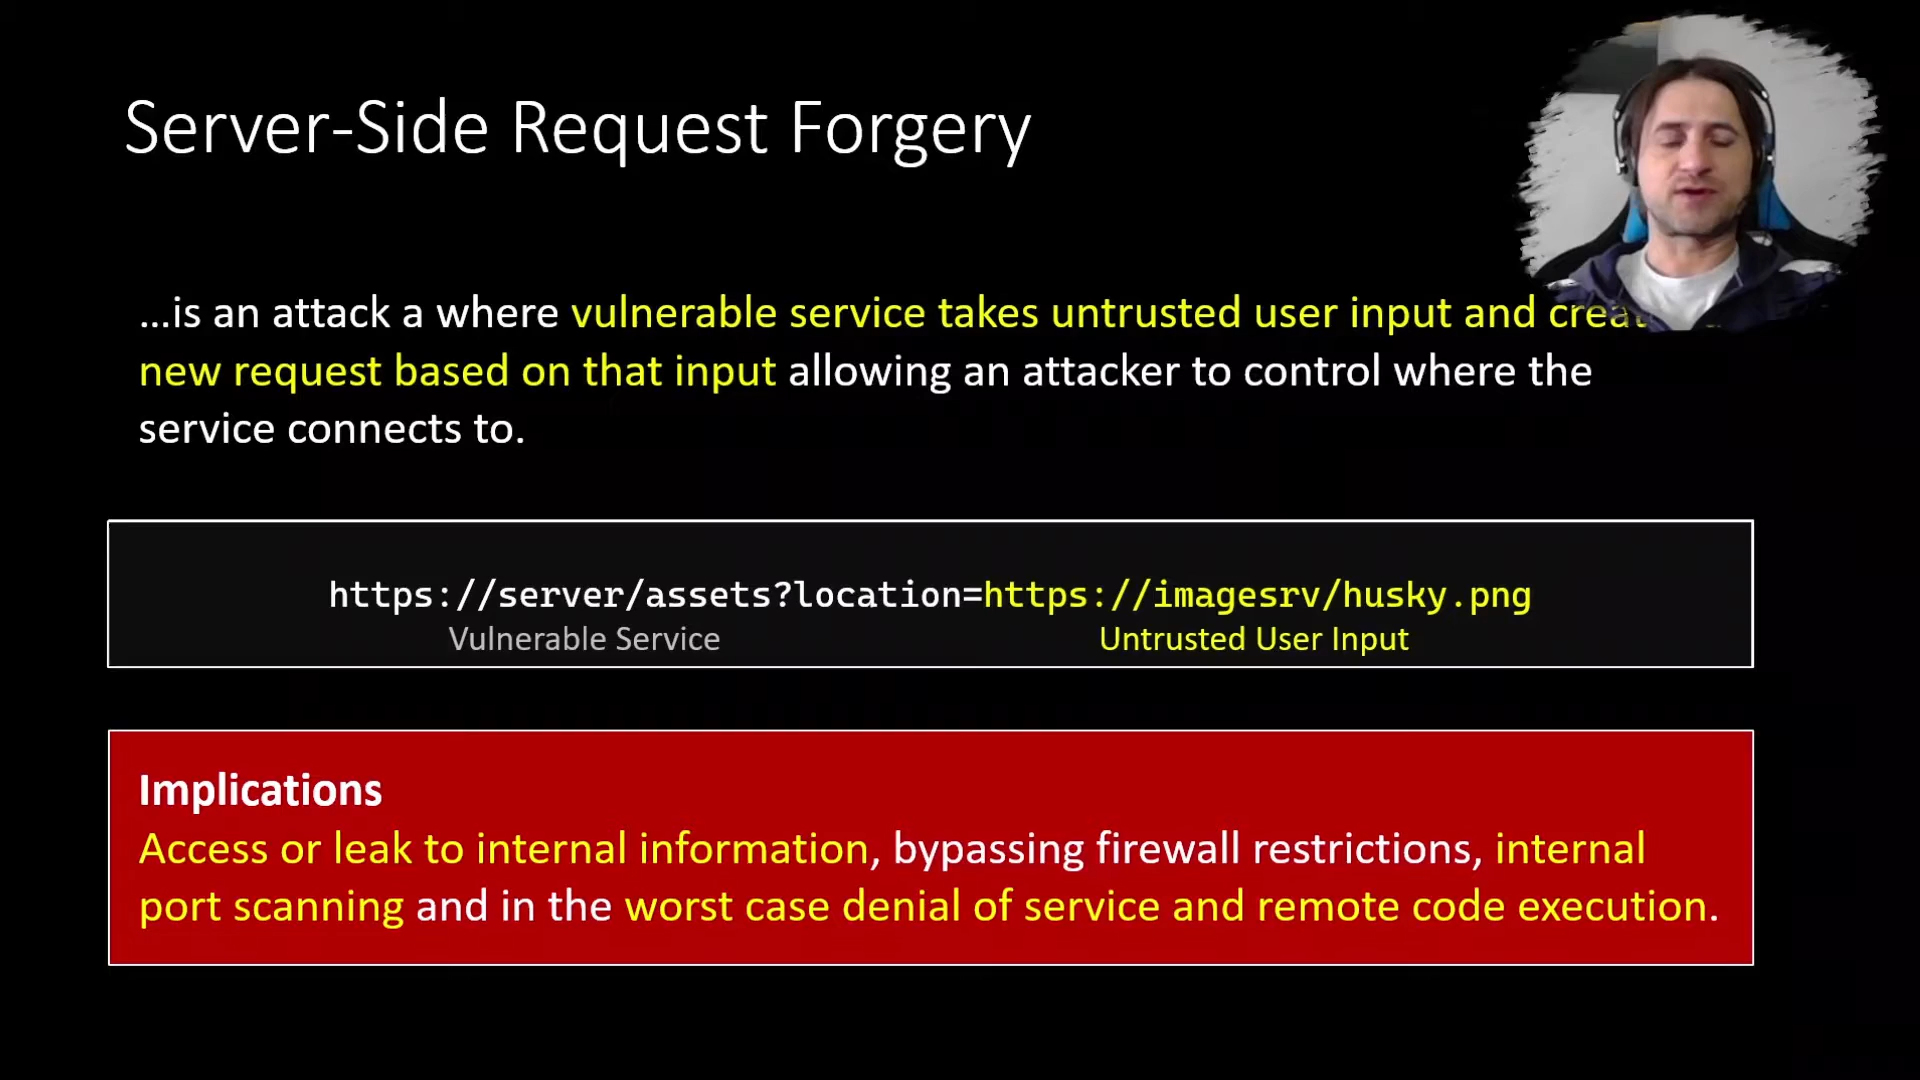 Server-Side Request Forgery
...is an attack a where vulnerable service takes untrusted user input and
new request based on that input allowing an attacker to control where the
service connects to.
https://server/assets?location=https://imagesrv/husky.png
Vulnerable Service Untrusted User Input
Implications
Access or leak to internal information, bypassing firewall restrictions, internal
port scanning and in the worst case denial of service and remote code execution.